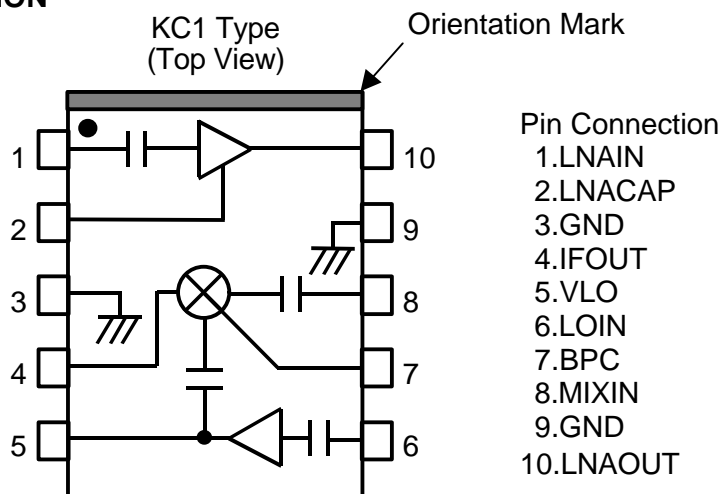 KC1 Type
(Top View)
Orientation Mark
1
2
3
4
5
10
9
8
7
6
Pin Connection
1.LNAIN
2.LNACAP
3.GND
4.IFOUT
5.VLO
6.LOIN
7.BPC
8.MIXIN
9.GND
10.LNAOUT